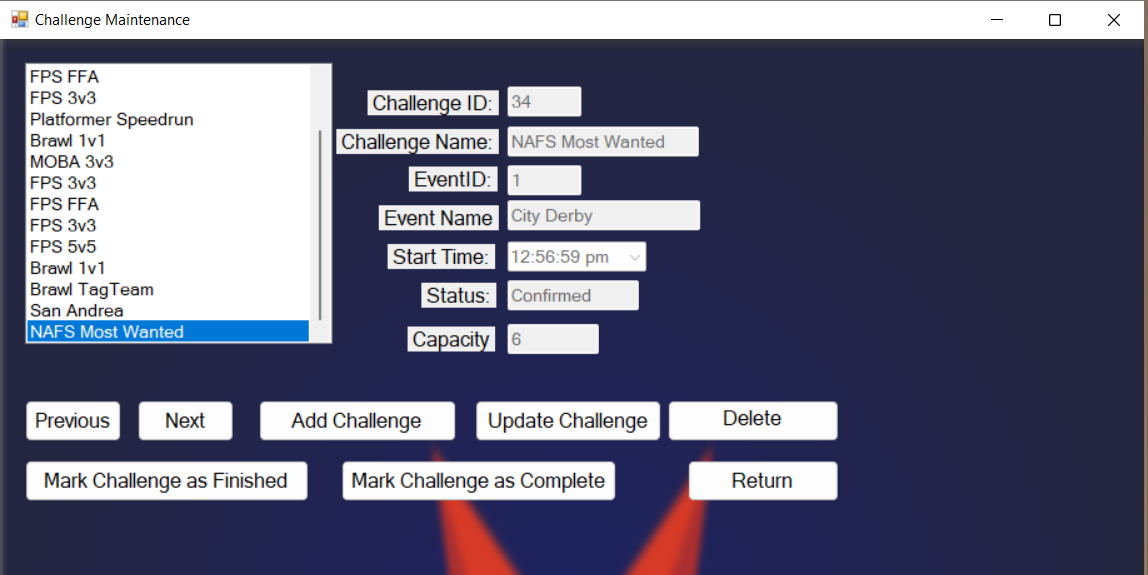 Challenge Maintenance
FPS FFA
FPS 3v3
Platformer Speedrun
Brawl 1v1
MOBA 3v3
FPS 3v3
FPS FFA
FPS 3v3
FPS 5v5
Brawl 1v1
Brawl TagTeam
San Andrea
NAFS Most Wanted
Challenge ID: 34
Challenge Name: NAFS Most Wanted
EventID: 1
Event Name City Derby
Start Time: 12:56:59 pm
Status: Confirmed
Capacity 6
Previous Next Add Challenge Update Challenge Delete
Mark Challenge as Finished Mark Challenge as Complete Return